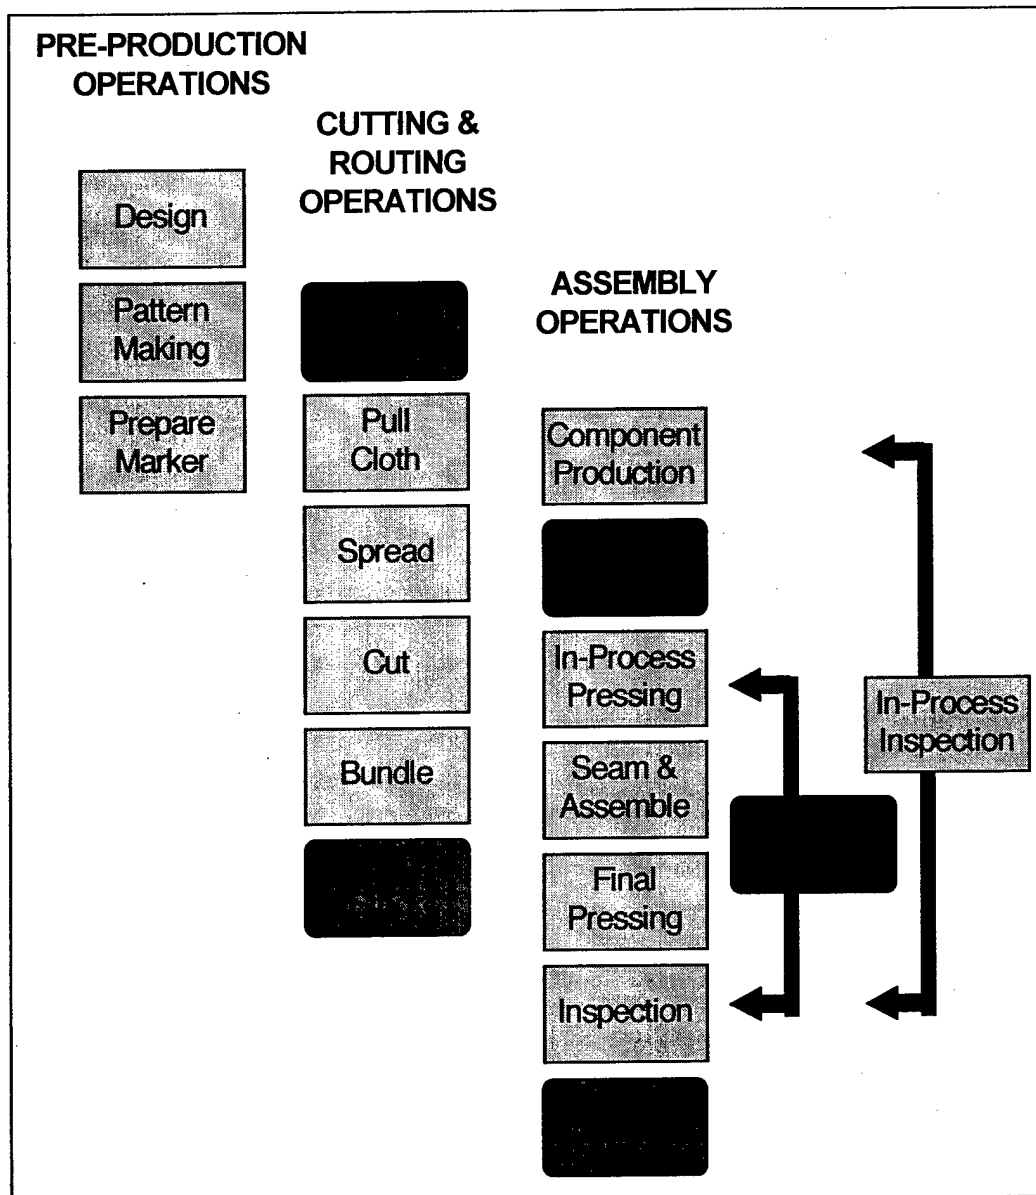 PRE-PRODUCTION
OPERATIONS
Design
Pattern
Making
Prepare
Marker
CUTTING &
ROUTING
OPERATIONS
Pull
Cloth
Spread
Cut
Bundle
ASSEMBLY
OPERATIONS
Component
Production
In-Process
Pressing
Seam &
Assemble
Final
Pressing
Inspection
In-Process
Inspection